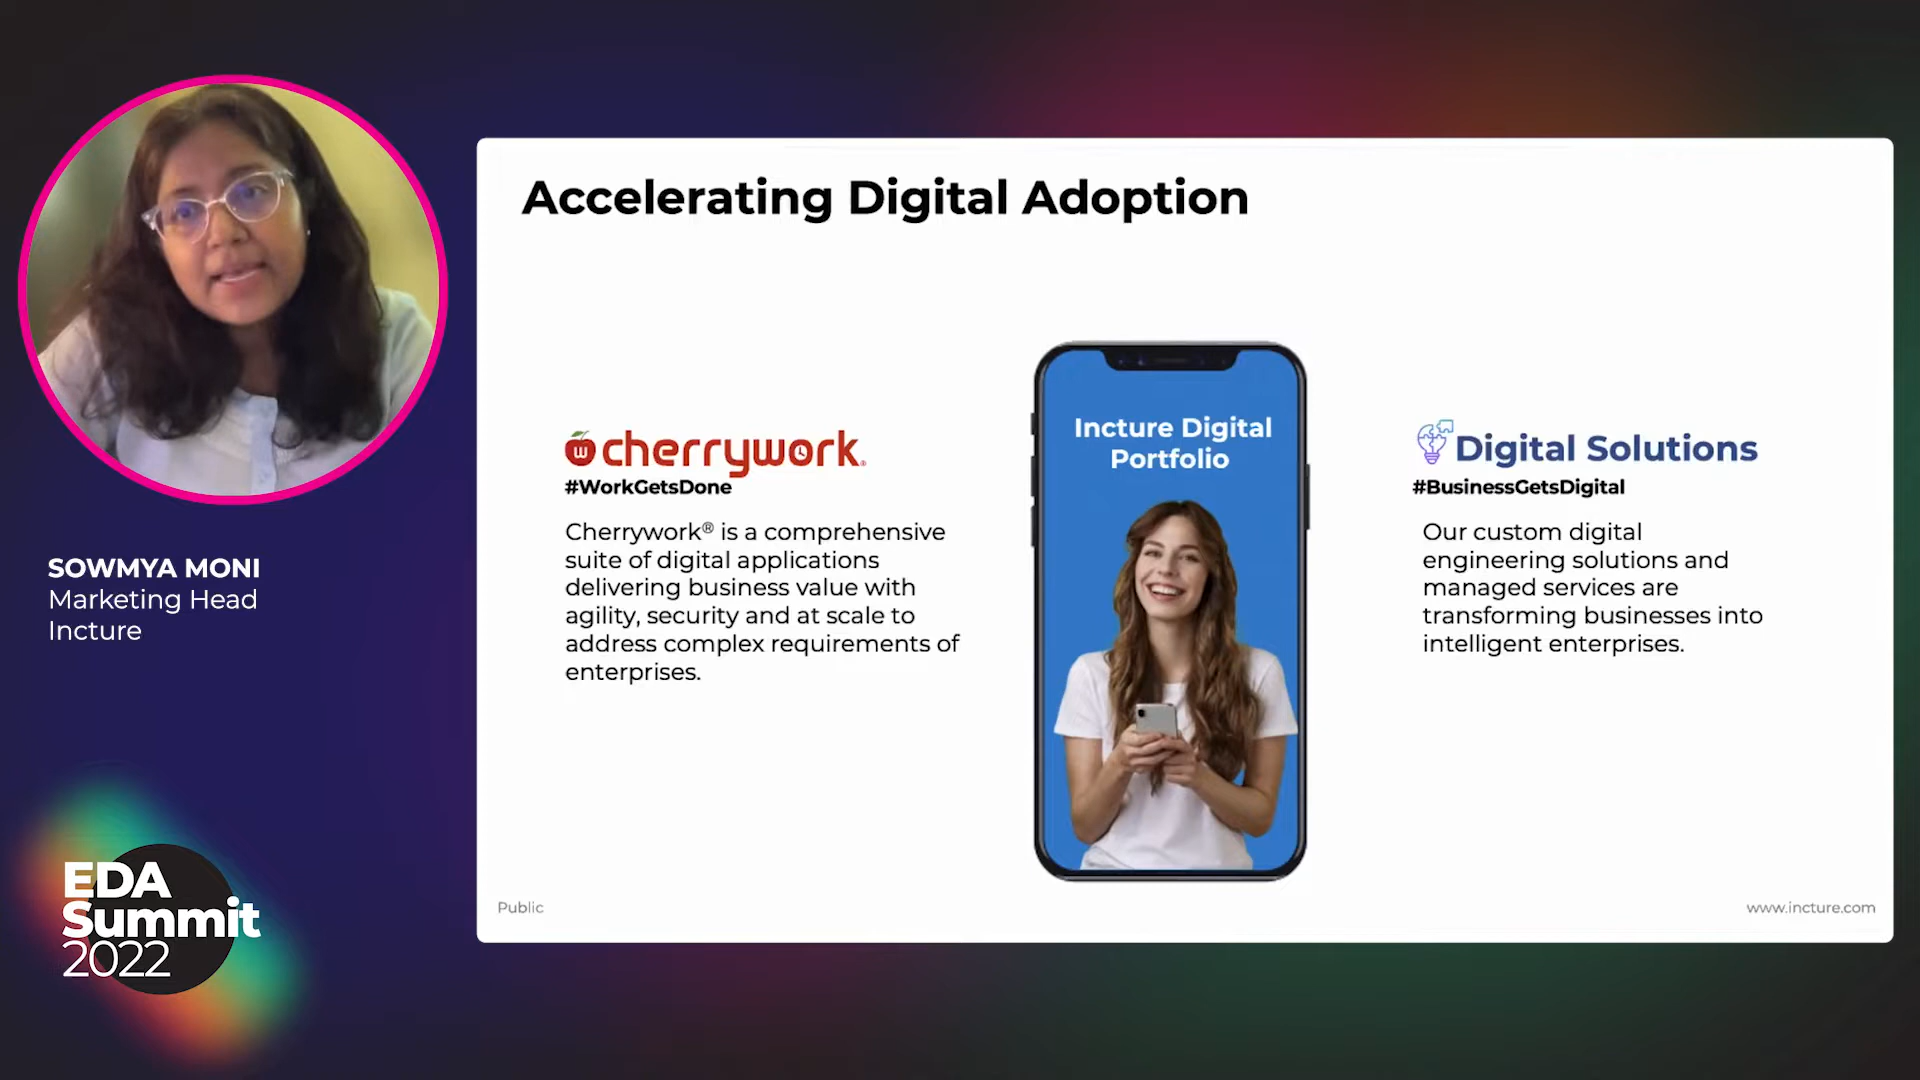 Accelerating Digital Adoption
cherrywork®
#WorkGetsDone
Cherrywork® is a comprehensive
suite of digital applications
delivering business value with
agility, security and at scale to
address complex requirements of
enterprises.
Incture Digital
Portfolio
Digital Solutions
#BusinessGetsDigital
Our custom digital
engineering solutions and
managed services are
transforming businesses into
intelligent enterprises.
Public
www.incture.com
SOWMYA MONI
Marketing Head
Incture
EDA
Summit
2022